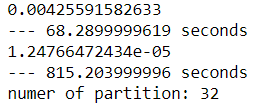 0.00425591582633
--- 68.2899999619 seconds
1.24766472434e-05
--- 815.203999996 seconds
numer of partition: 32